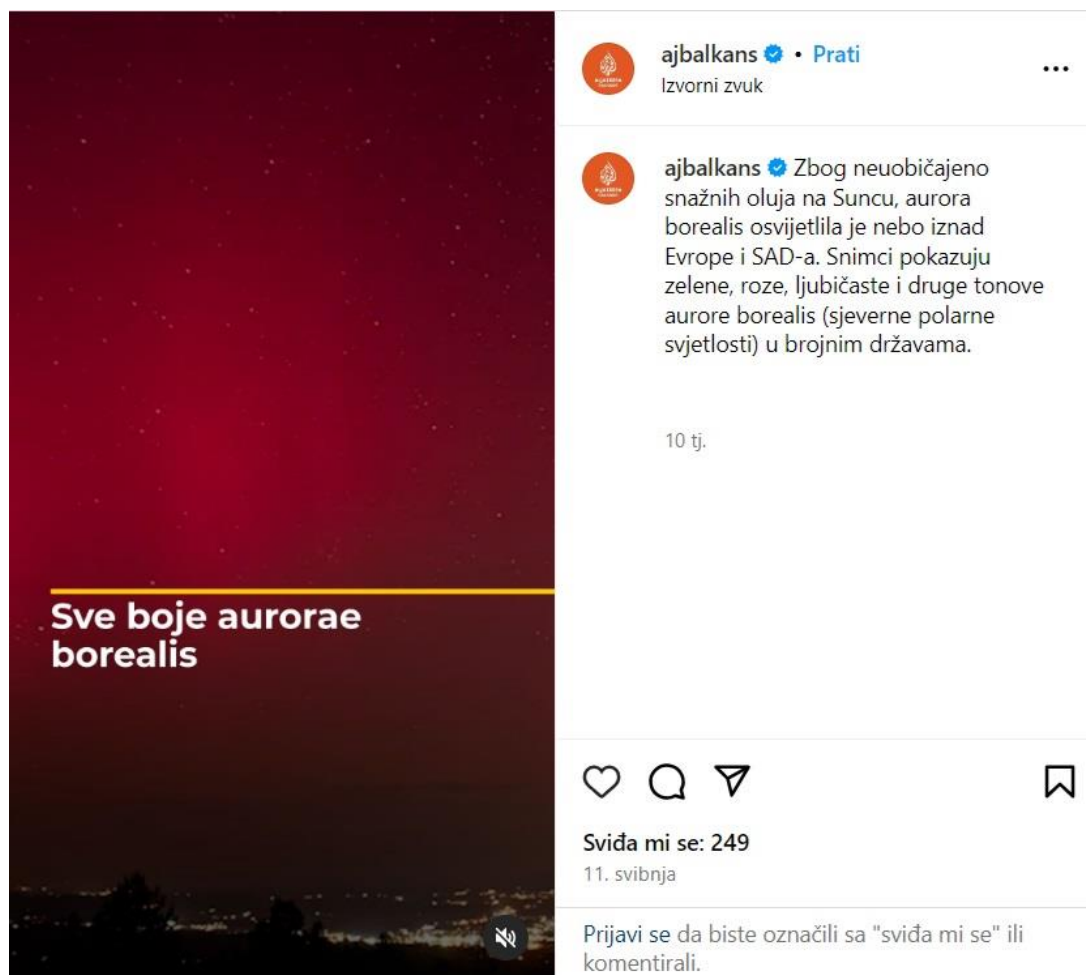 Sve boje aurorae
borealis
ajbalkans • Prati
Izvorni zvuk
ajbalkans Zbog neuobičajeno
snažnih oluja na Suncu, aurora
borealis osvijetlila je nebo iznad
Evrope i SAD-a. Snimci pokazuju
zelene, roze, ljubičaste i druge tonove
aurore borealis (sjeverne polarne
svjetlosti) u brojnim državama.
10 tj.
Sviđa mi se: 249
11. svibnja
Prijavi se da biste označili sa "sviđa mi se" ili
komentirali.